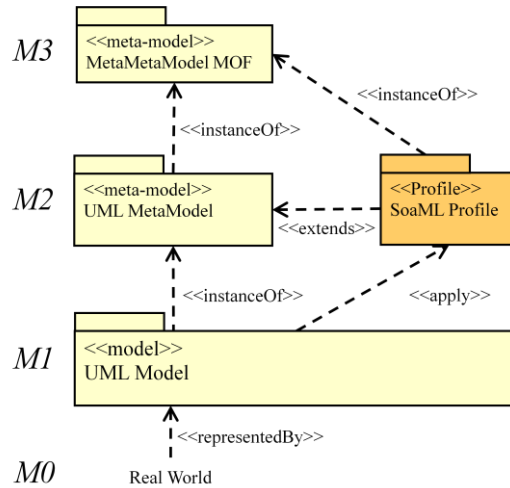 M3
<<meta-model>>
MetaMetaModel MOF
<<instanceOf>>
<<instanceOf>>
M2
<<meta-model>>
UML MetaModel
<<Profile>>
SoaML Profile
<<extends>>
<<instanceOf>>
<<apply>>
M1
<<model>>
UML Model
<<representedBy>>
M0
Real World